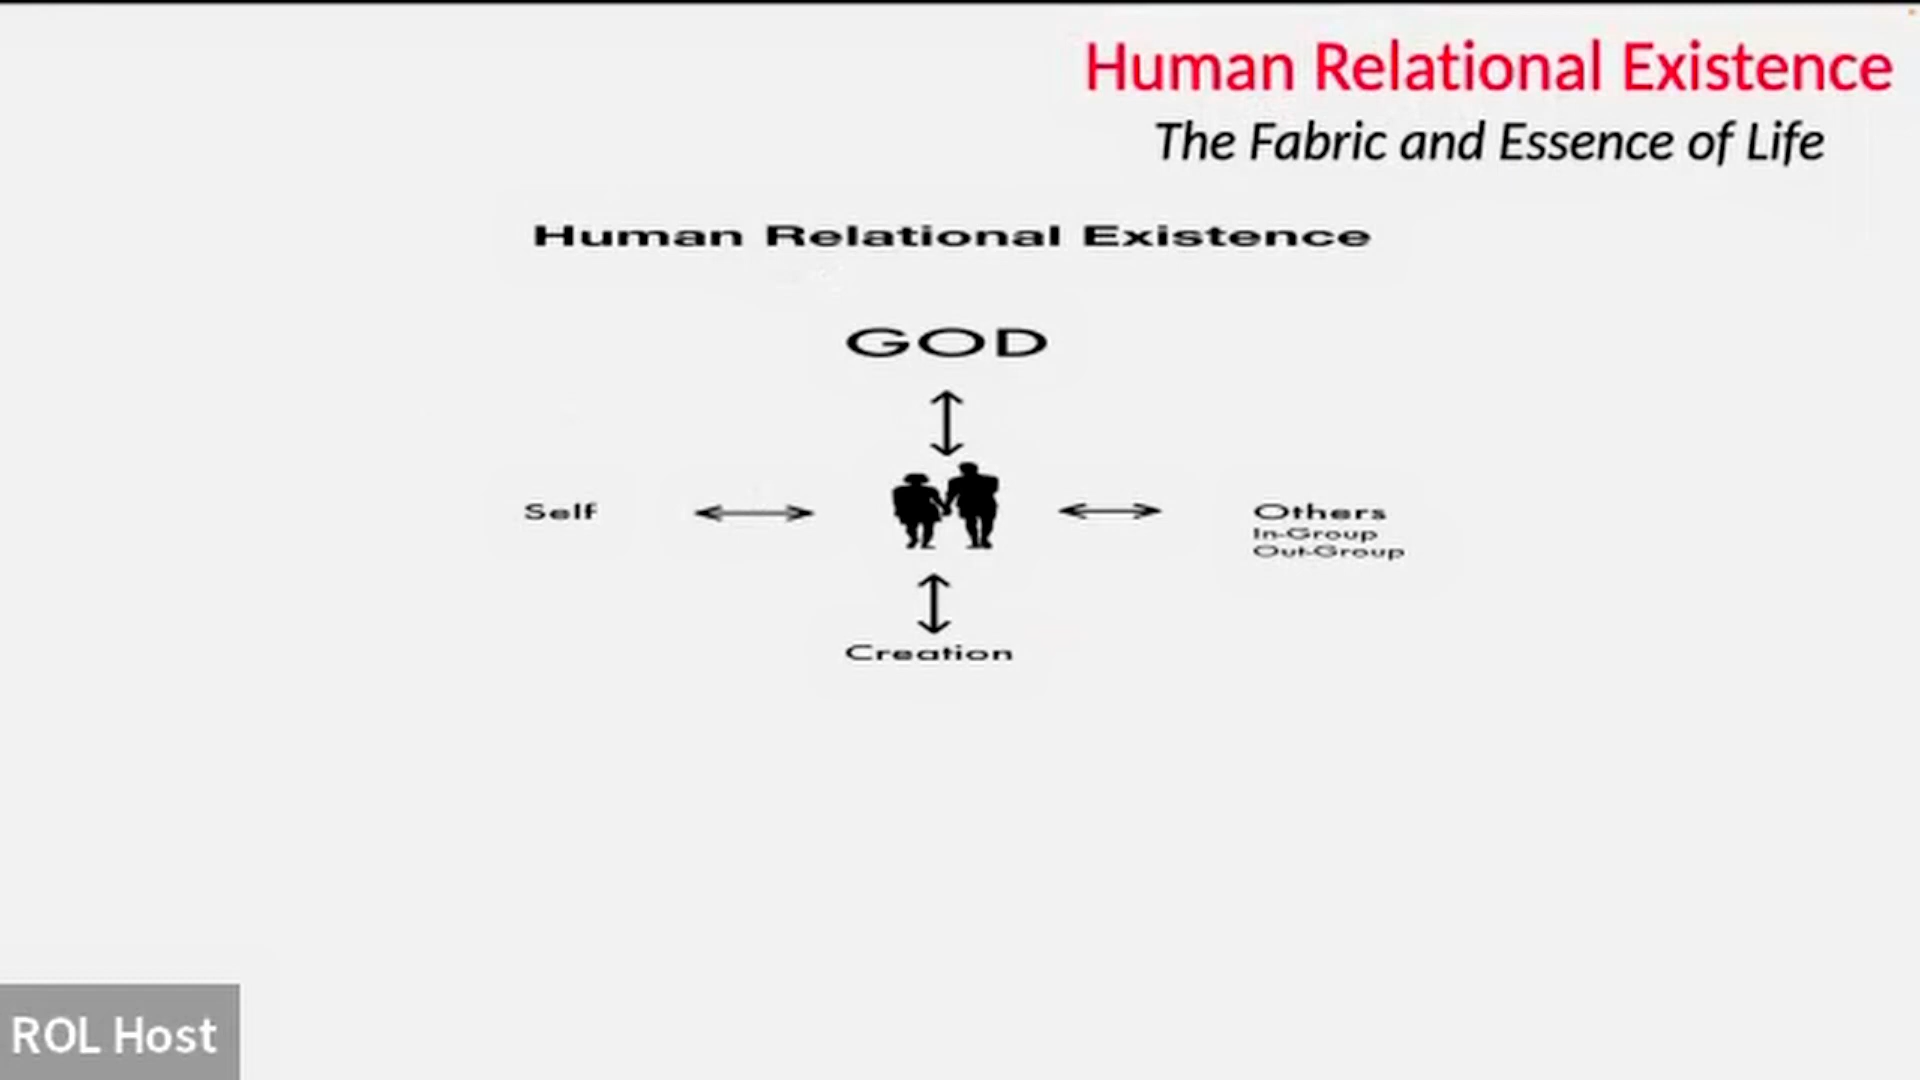 Human Relational Existence
The Fabric and Essence of Life
Human Relational Existence
GOD
Self
Others
In-Group
Out-Group
Creation
ROL Host